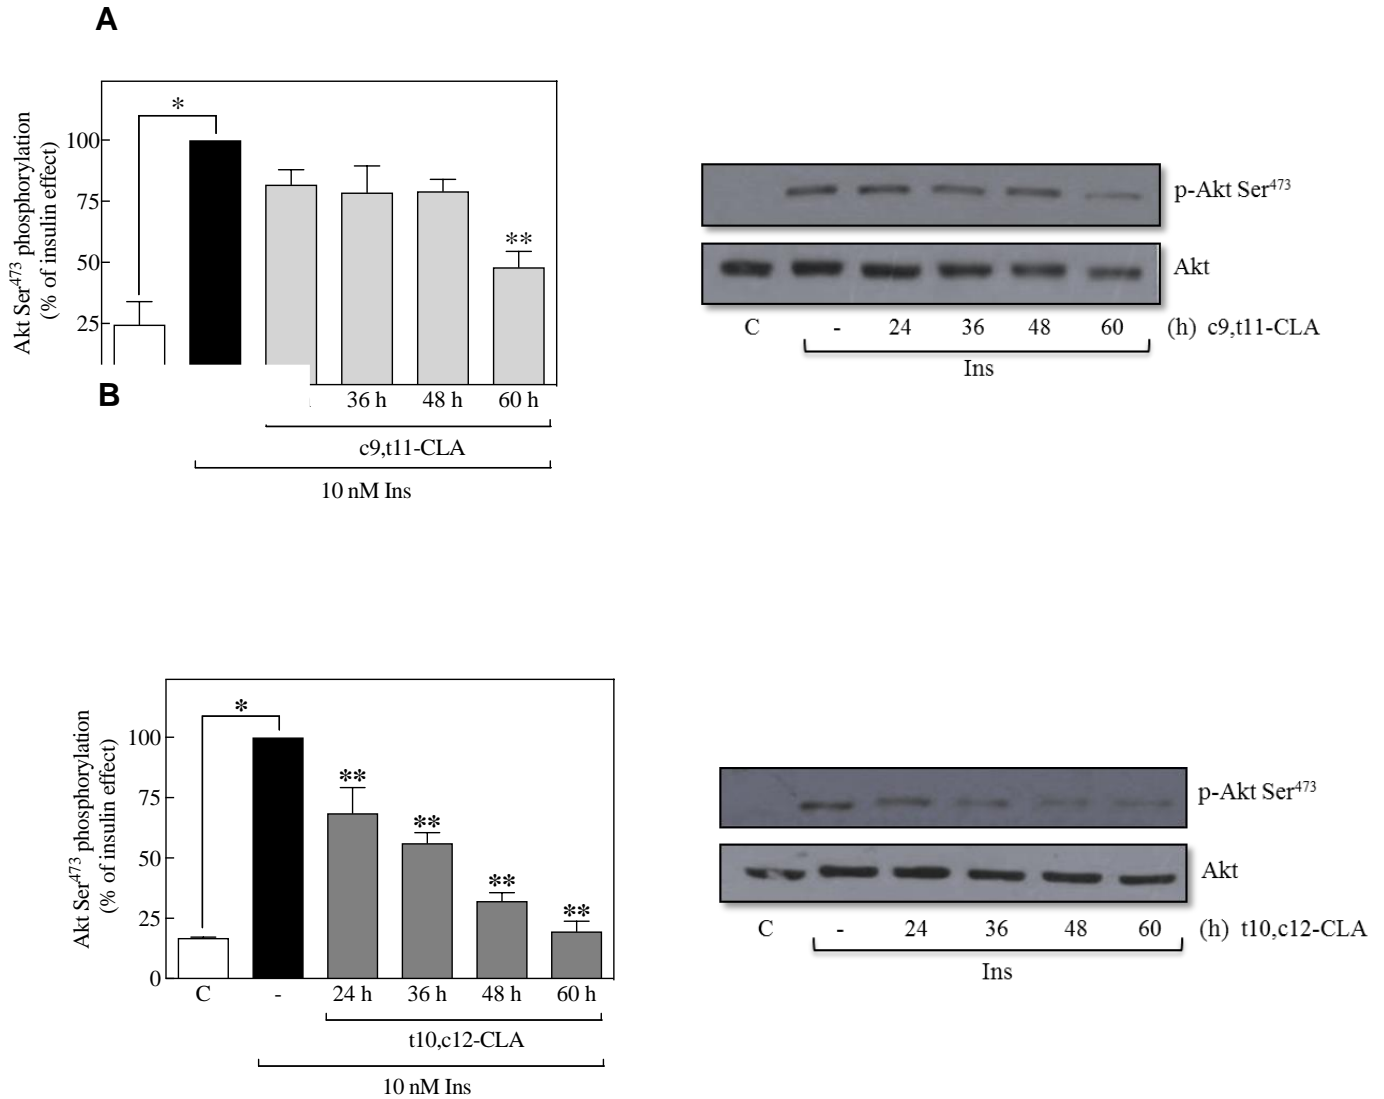 A
*
100
75
50
25
Akt Ser473 phosphorylation
(% of insulin effect)
**
36 h 48 h 60 h
c9,t11-CLA
10 nM Ins
p-Akt Ser473
Akt
C - 24 36 48 60 (h) c9,t11-CLA
Ins
B
*
100
75
50
25
0
Akt Ser473 phosphorylation
(% of insulin effect)
**
**
**
**
C - 24 h 36 h 48 h 60 h
t10,c12-CLA
10 nM Ins
p-Akt Ser473
Akt
C - 24 36 48 60 (h) t10,c12-CLA
Ins